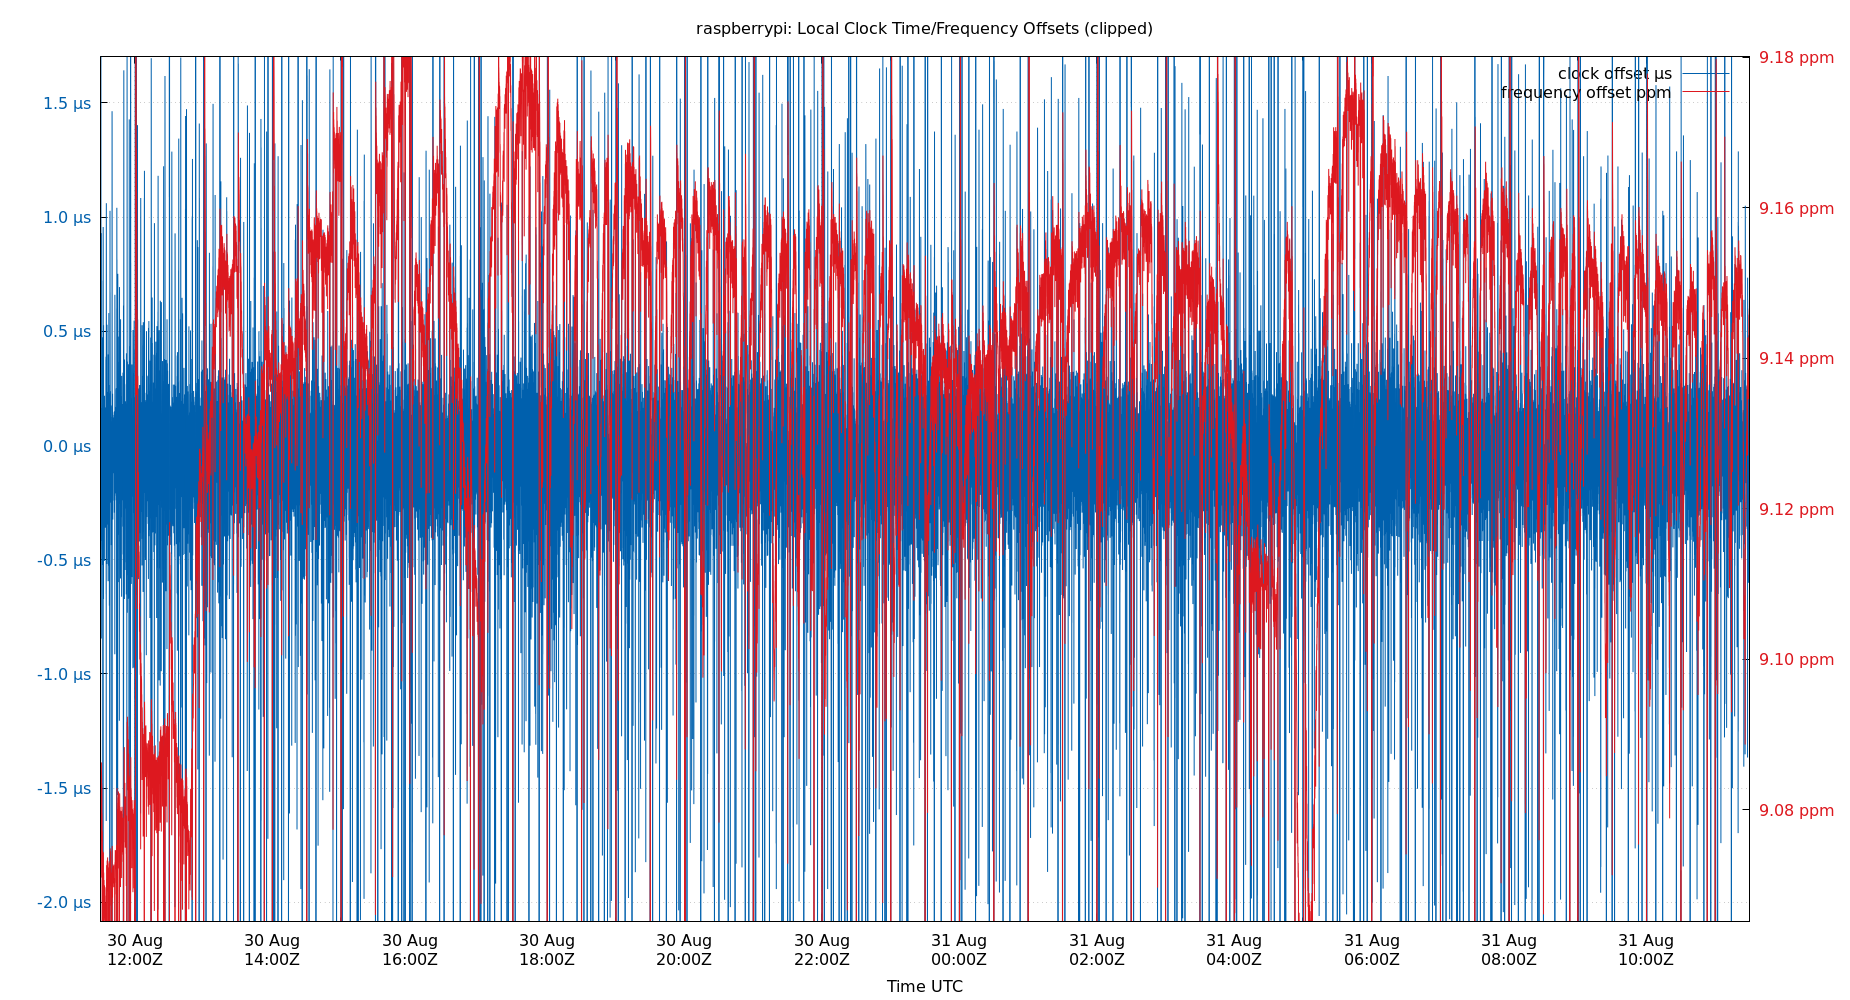 raspberrypi: Local Clock Time/Frequency Offsets (clipped)
clock offset µs
frequency offset ppm
1.5 µs
1.0 µs
0.5 µs
0.0 µs
-0.5 µs
-1.0 µs
-1.5 µs
-2.0 µs
9.18 ppm
9.16 ppm
9.14 ppm
9.12 ppm
9.10 ppm
9.08 ppm
30 Aug 30 Aug 30 Aug 30 Aug 30 Aug 30 Aug 31 Aug 31 Aug 31 Aug 31 Aug 31 Aug 31 Aug
12:00Z 14:00Z 16:00Z 18:00Z 20:00Z 22:00Z 00:00Z 02:00Z 04:00Z 06:00Z 08:00Z 10:00Z
Time UTC